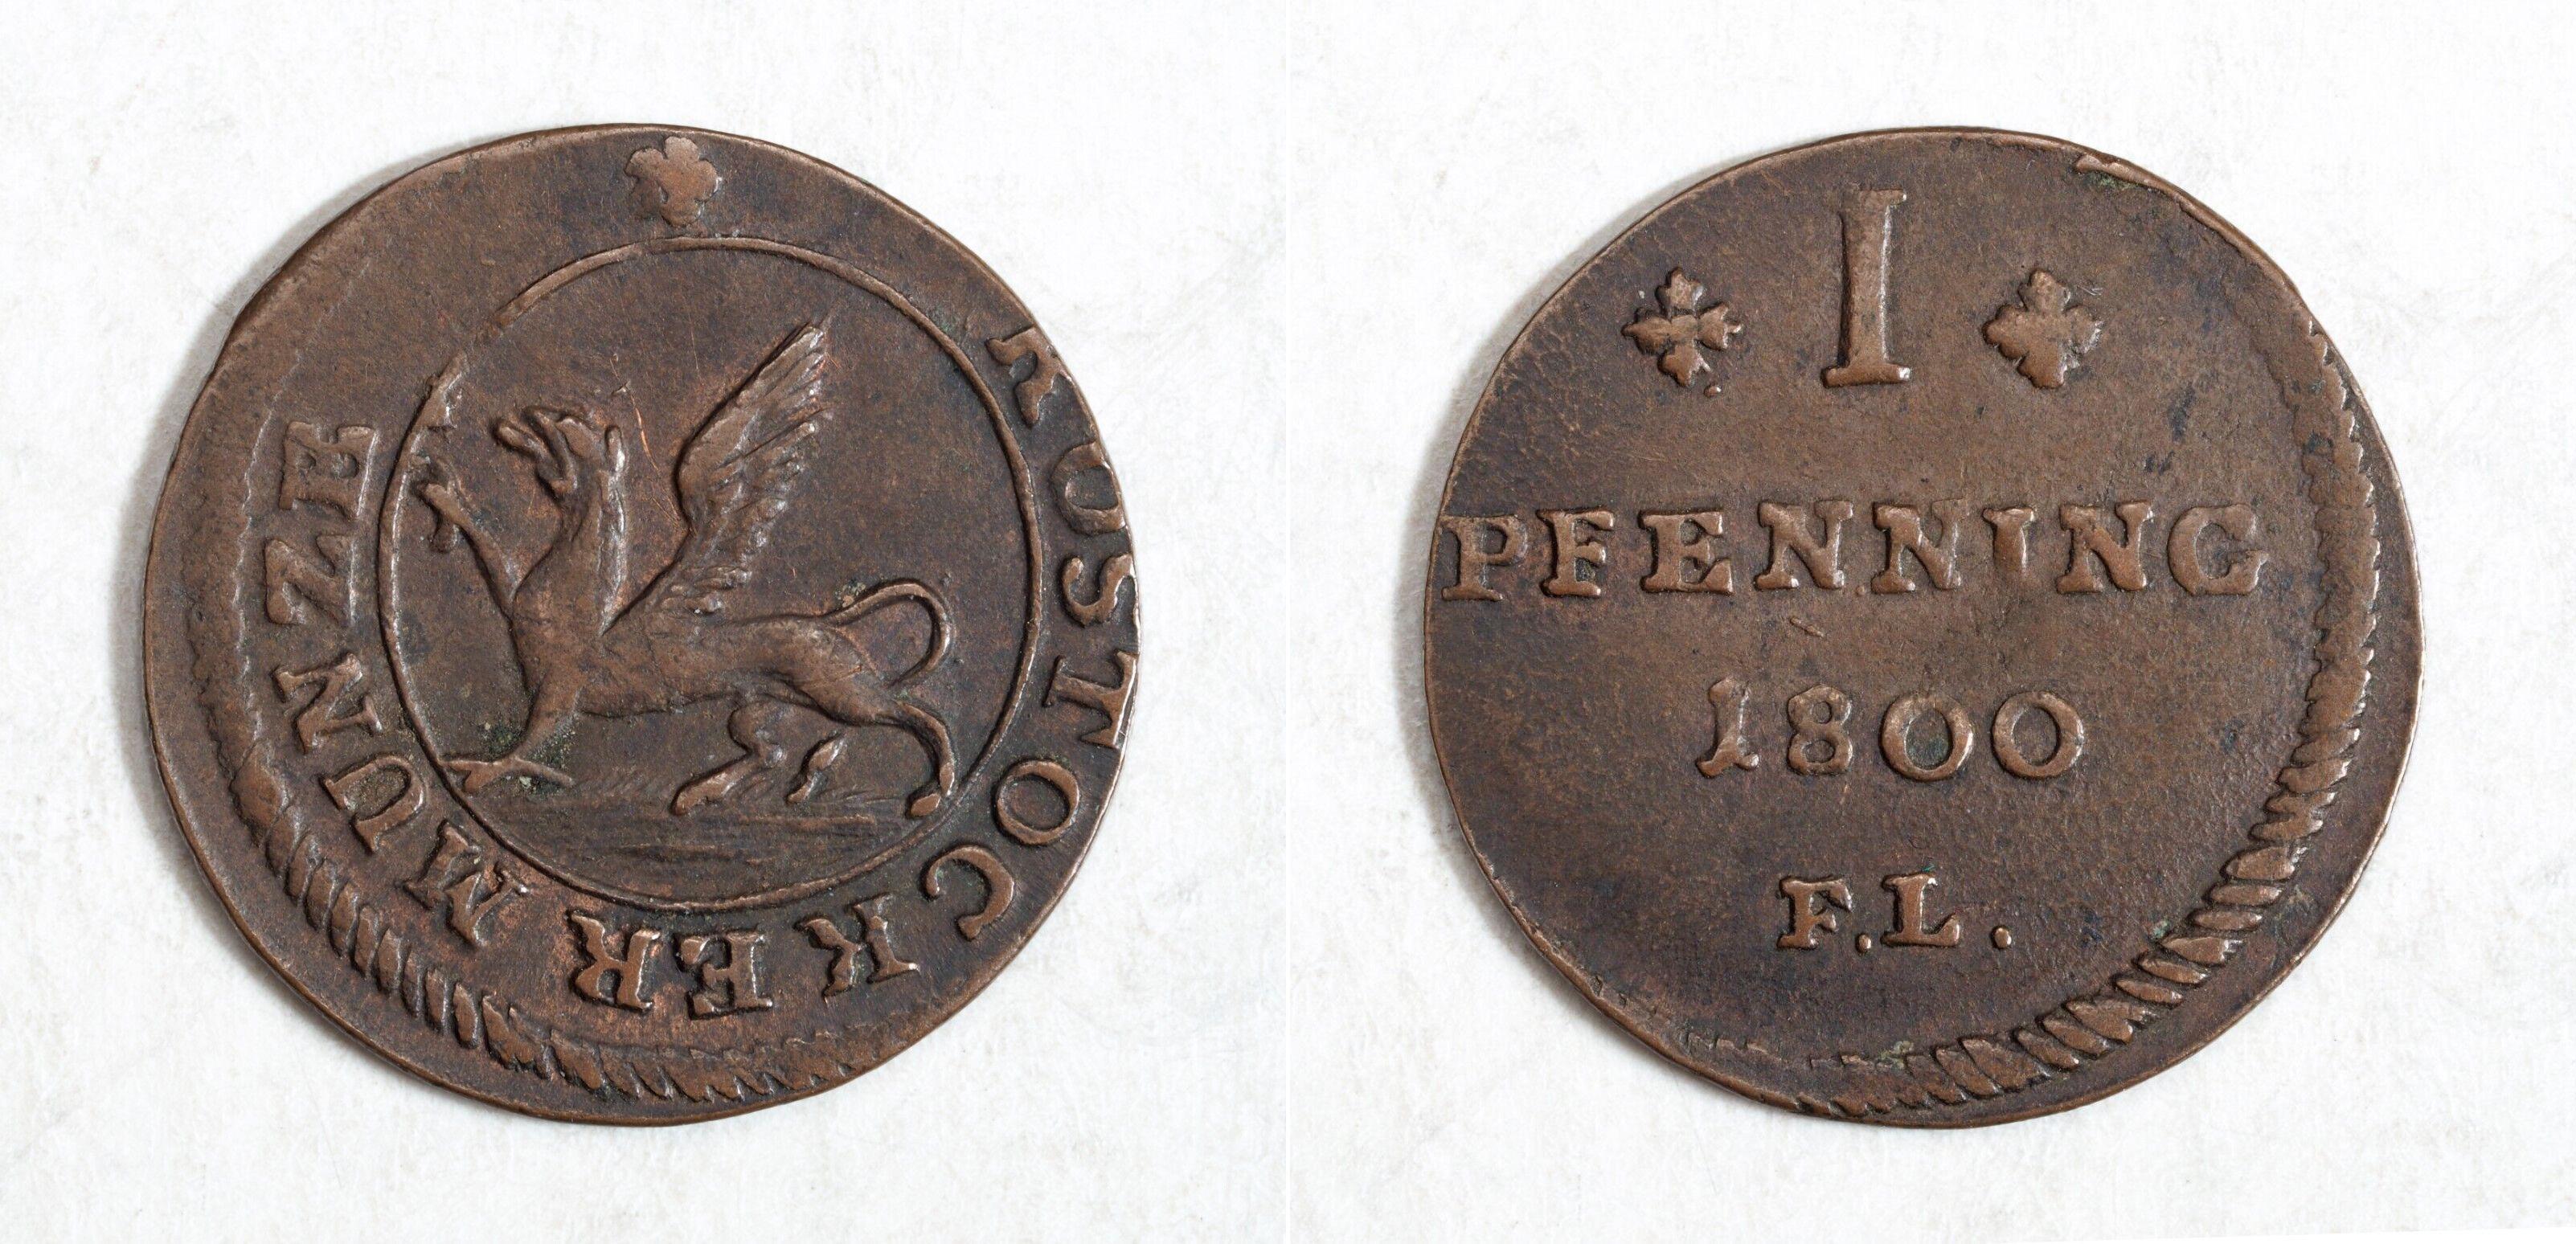 ROSTOCKER MUNZE
I
PFENNING
1800
F.L.